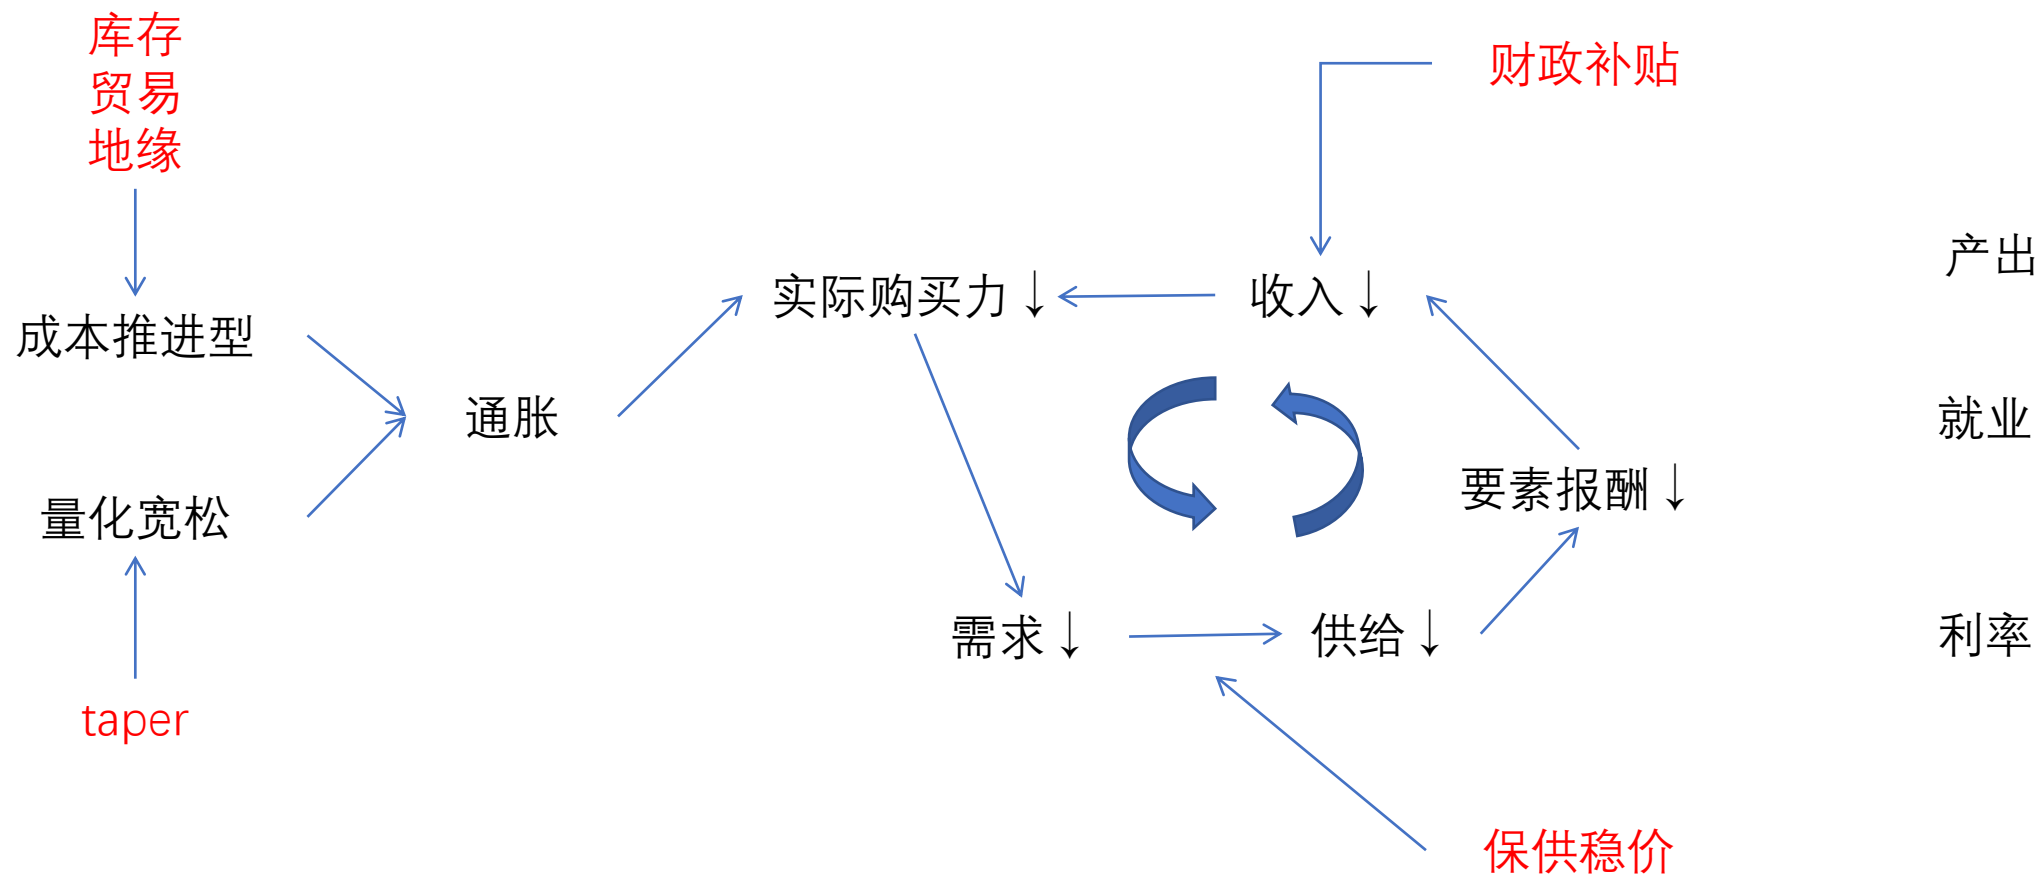 库存
贸易
地缘
财政补贴
产出
实际购买力↓
收入↓
成本推进型
通胀
就业
要素报酬↓
量化宽松
需求↓
供给↓
利率
taper
保供稳价